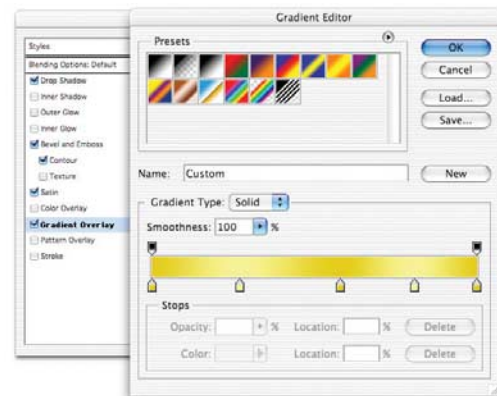 Gradient Editor
Styles
Blending Options: Default
Drop Shadow
Inner Shadow
Outer Glow
Inner Glow
Bevel and Emboss
Contour
Texture
Satin
Color Overlay
Gradient Overlay
Pattern Overlay
Stroke
Presets
OK
Cancel
Load...
Save...
Name: Custom
New
Gradient Type: Solid
Smoothness: 100 %
Stops
Opacity: % Location: % Delete
Color: Location: % Delete